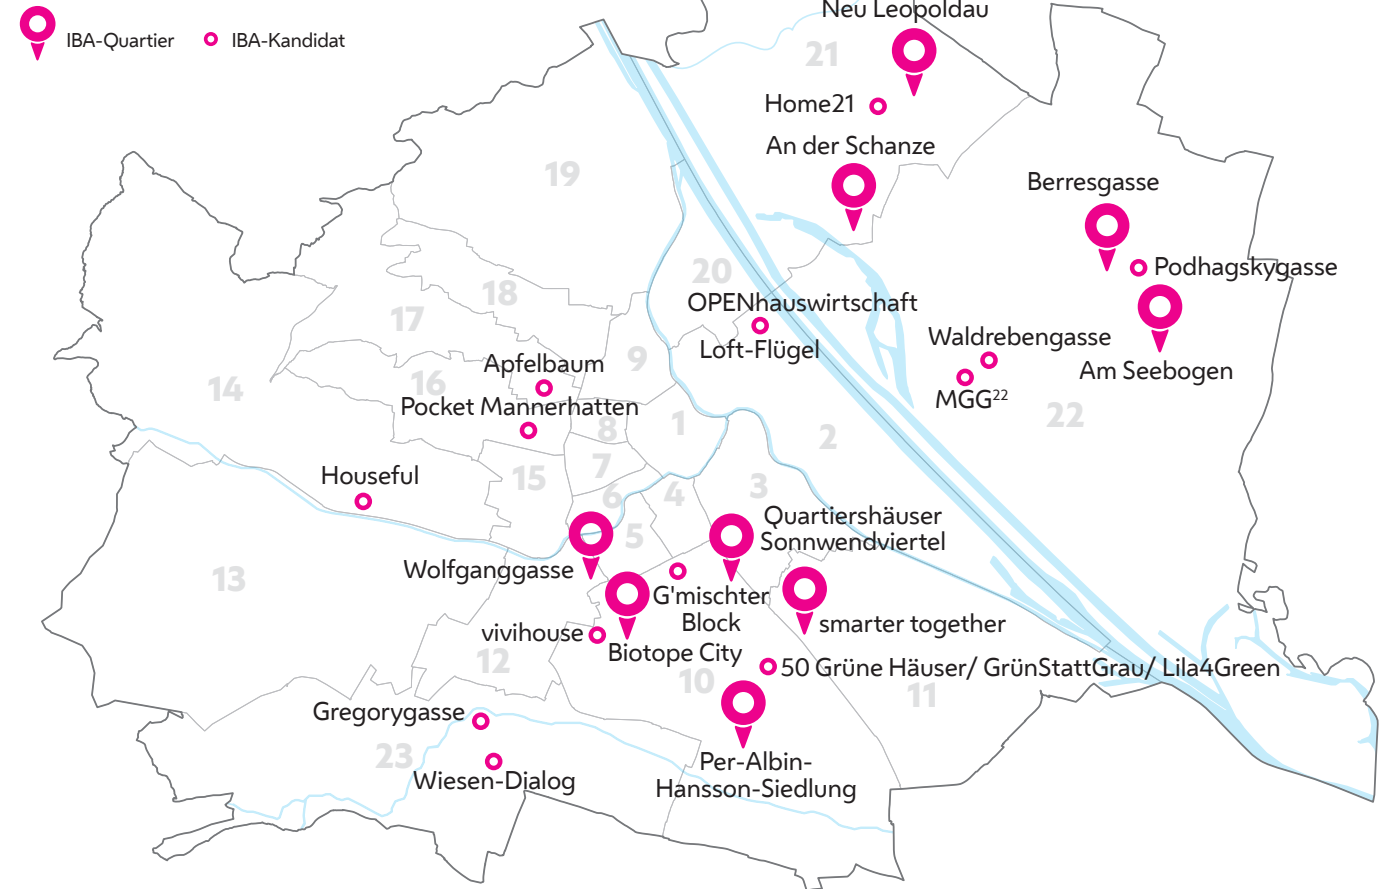 Neu Leopoldau
IBA-Quartier
IBA-Kandidat
21
Home21
An der Schanze
19
Berresgasse
20
Podhagskygasse
18
OPENhauswirtschaft
17
Waldrebengasse
Loft-Flügel
9
Apfelbaum
Am Seebogen
16
14
MGG²²
Pocket Mannerhatten
22
1
8
2
7
15
Houseful
3
4
6
Quartiershäuser
Sonnwendviertel
5
Wolfganggasse
13
G'mischter
Block
smarter together
vivihouse
Biotope City
12
50 Grüne Häuser/ GrünStattGrau/ Lila4Green
10
11
Gregorygasse
23
Per-Albin-
Hansson-Siedlung
Wiesen-Dialog